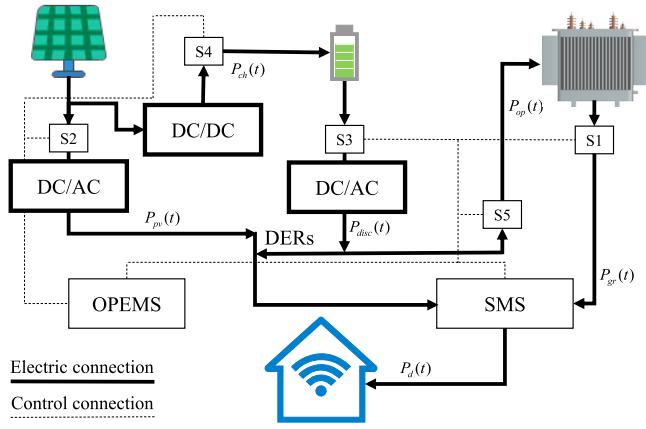 S4
P_ch(t)
P_op(t)
DC/DC
S2
S3
S1
DC/AC
DC/AC
P_pv(t)
P_disc(t)
S5
DERs
P_gr(t)
OPEMS
SMS
Electric connection
P_d(t)
Control connection